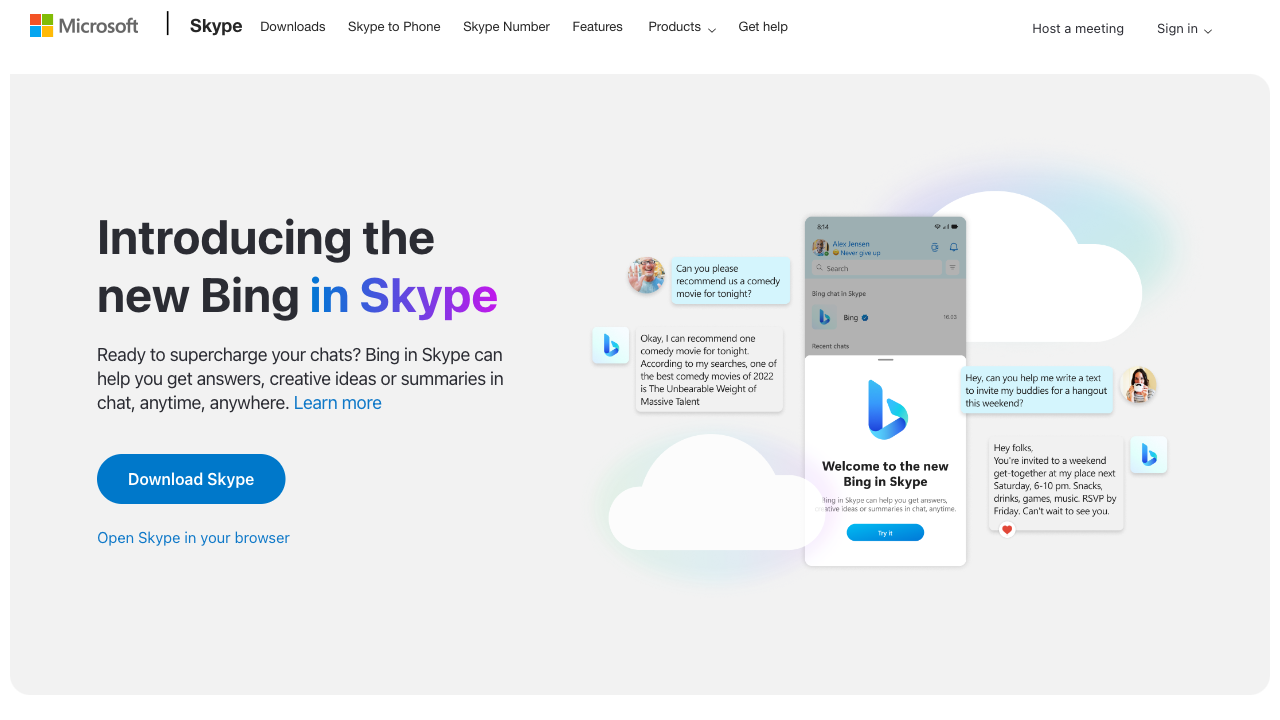 Microsoft
Skype
Downloads
Skype to Phone
Skype Number
Features
Products
Get help
Host a meeting
Sign in
Introducing the
new Bing in Skype
Ready to supercharge your chats? Bing in Skype can
help you get answers, creative ideas or summaries in
chat, anytime, anywhere. Learn more
Download Skype
Open Skype in your browser
Can you please
recommend us a comedy
movie for tonight?
Okay, I can recommend one
comedy movie for tonight.
According to my searches, one of
the best comedy movies of 2022
is The Unbearable Weight of
Massive Talent
8:14
Alex Jensen
Never give up
Search
Bing chat in Skype
Bing
16:03
Recent chats
Welcome to the new
Bing in Skype
Bing in Skype can help you get answers,
creative ideas or summaries in chat, anytime.
Try it
Hey, can you help me write a text
to invite my buddies for a hangout
this weekend?
Hey folks,
You're invited to a weekend
get-together at my place next
Saturday, 6-10 pm. Snacks,
drinks, games, music. RSVP by
Friday. Can't wait to see you.